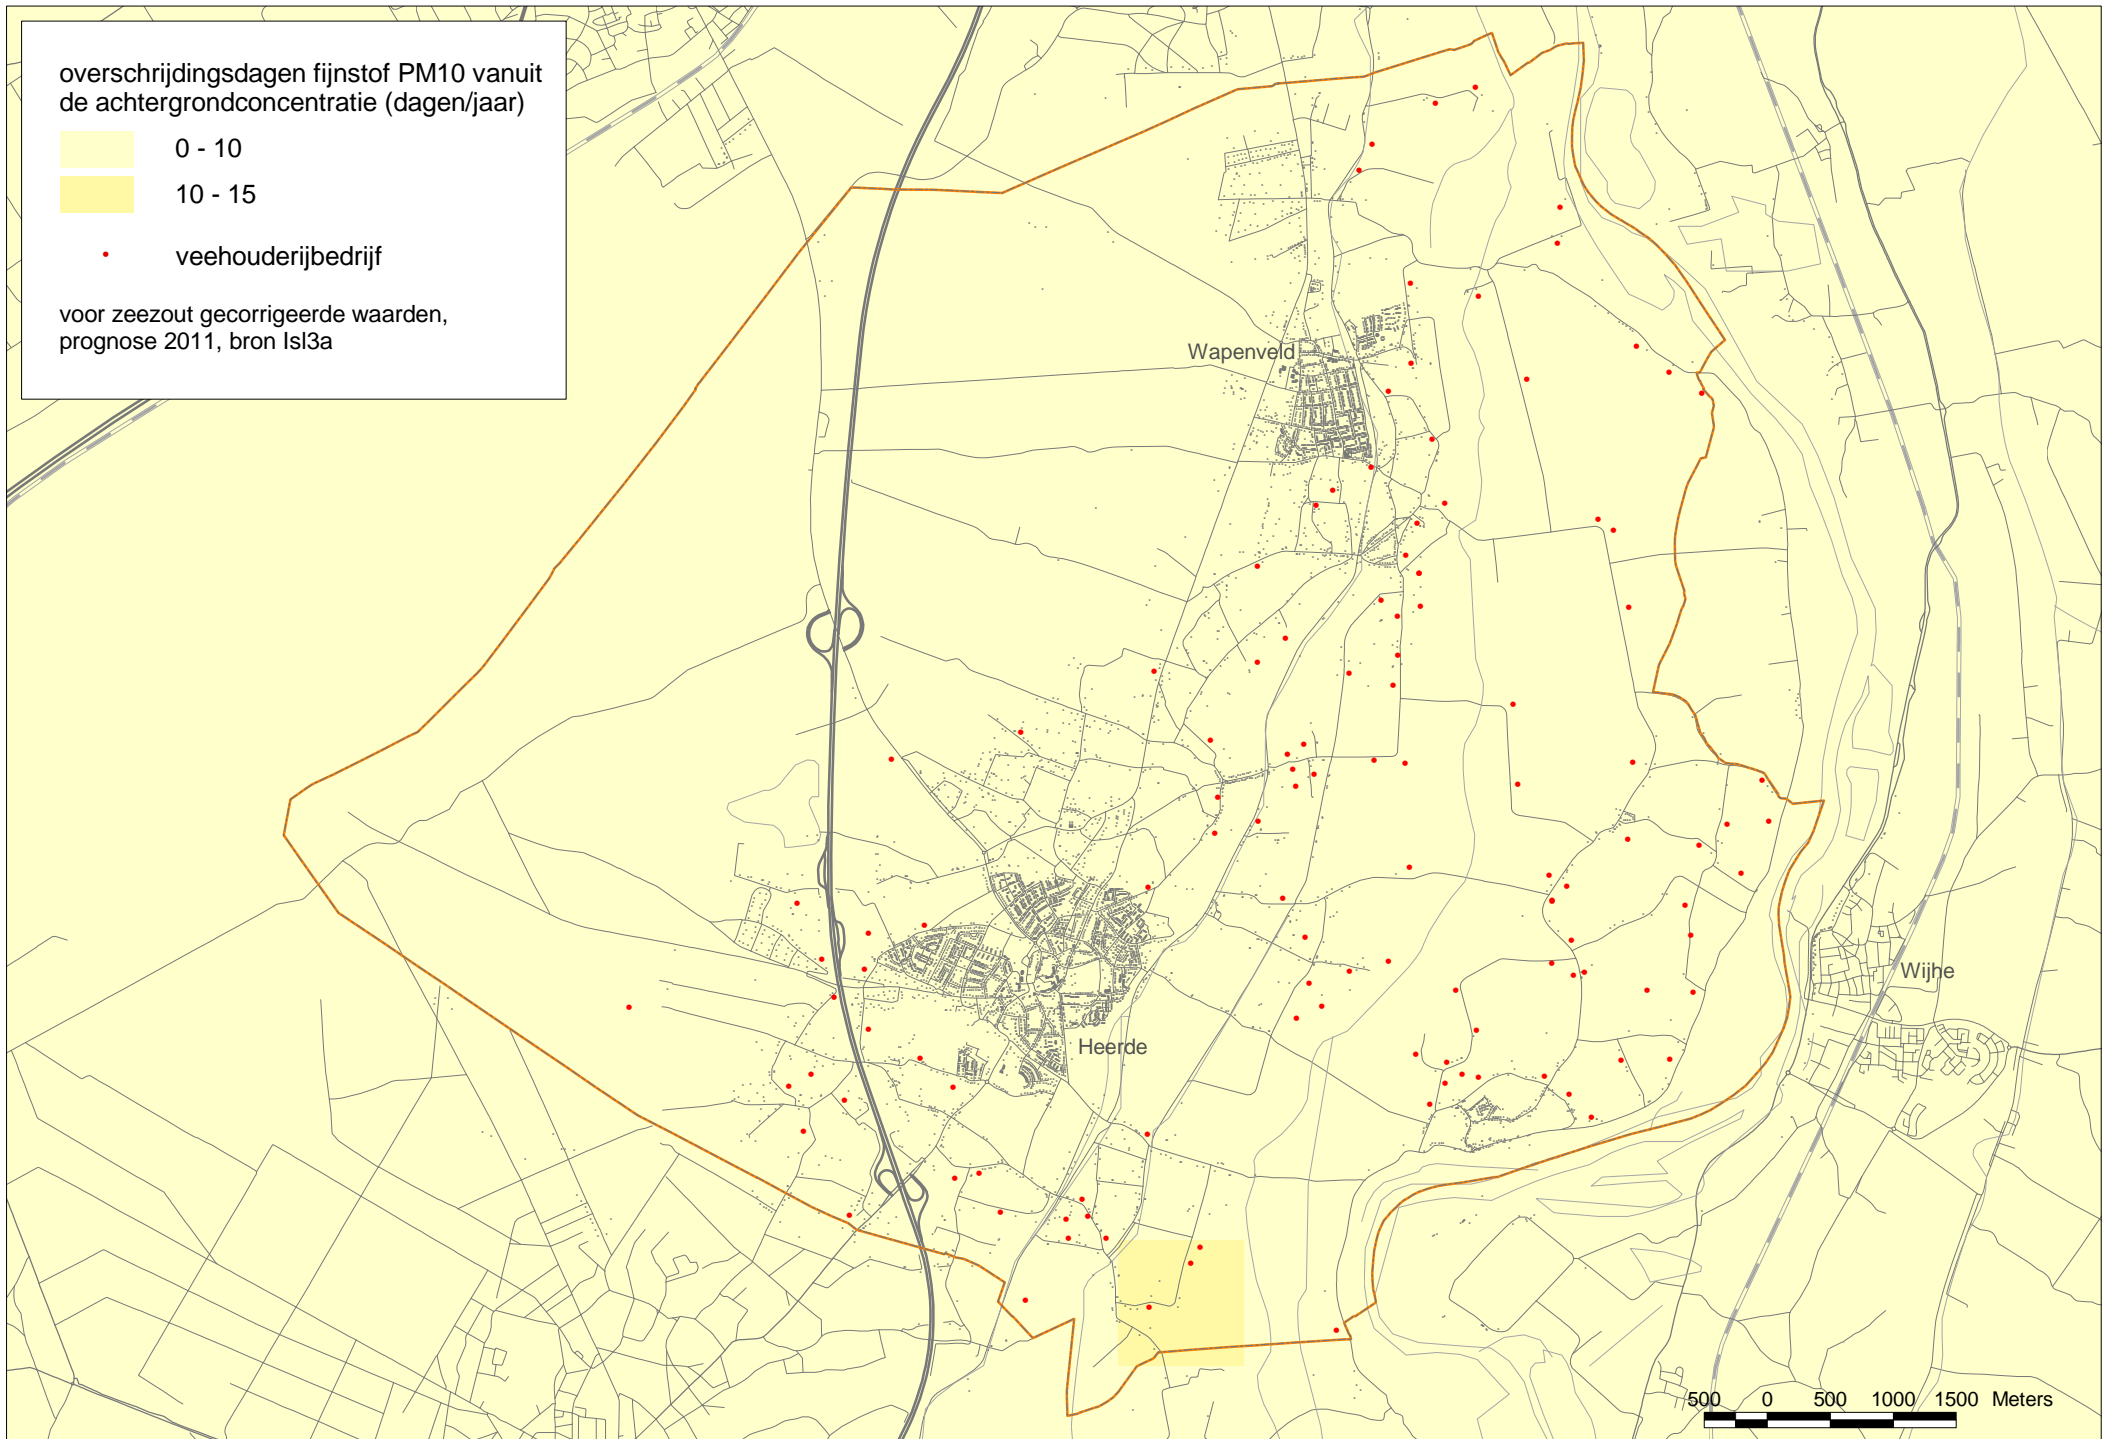 overschrijdingsdagen fijnstof PM10 vanuit
de achtergrondconcentratie (dagen/jaar)
0 - 10
10 - 15
veehouderijbedrijf
voor zeezout gecorrigeerde waarden,
prognose 2011, bron Isl3a
Wapenveld
Wijhe
Heerde
500 0 500 1000 1500 Meters